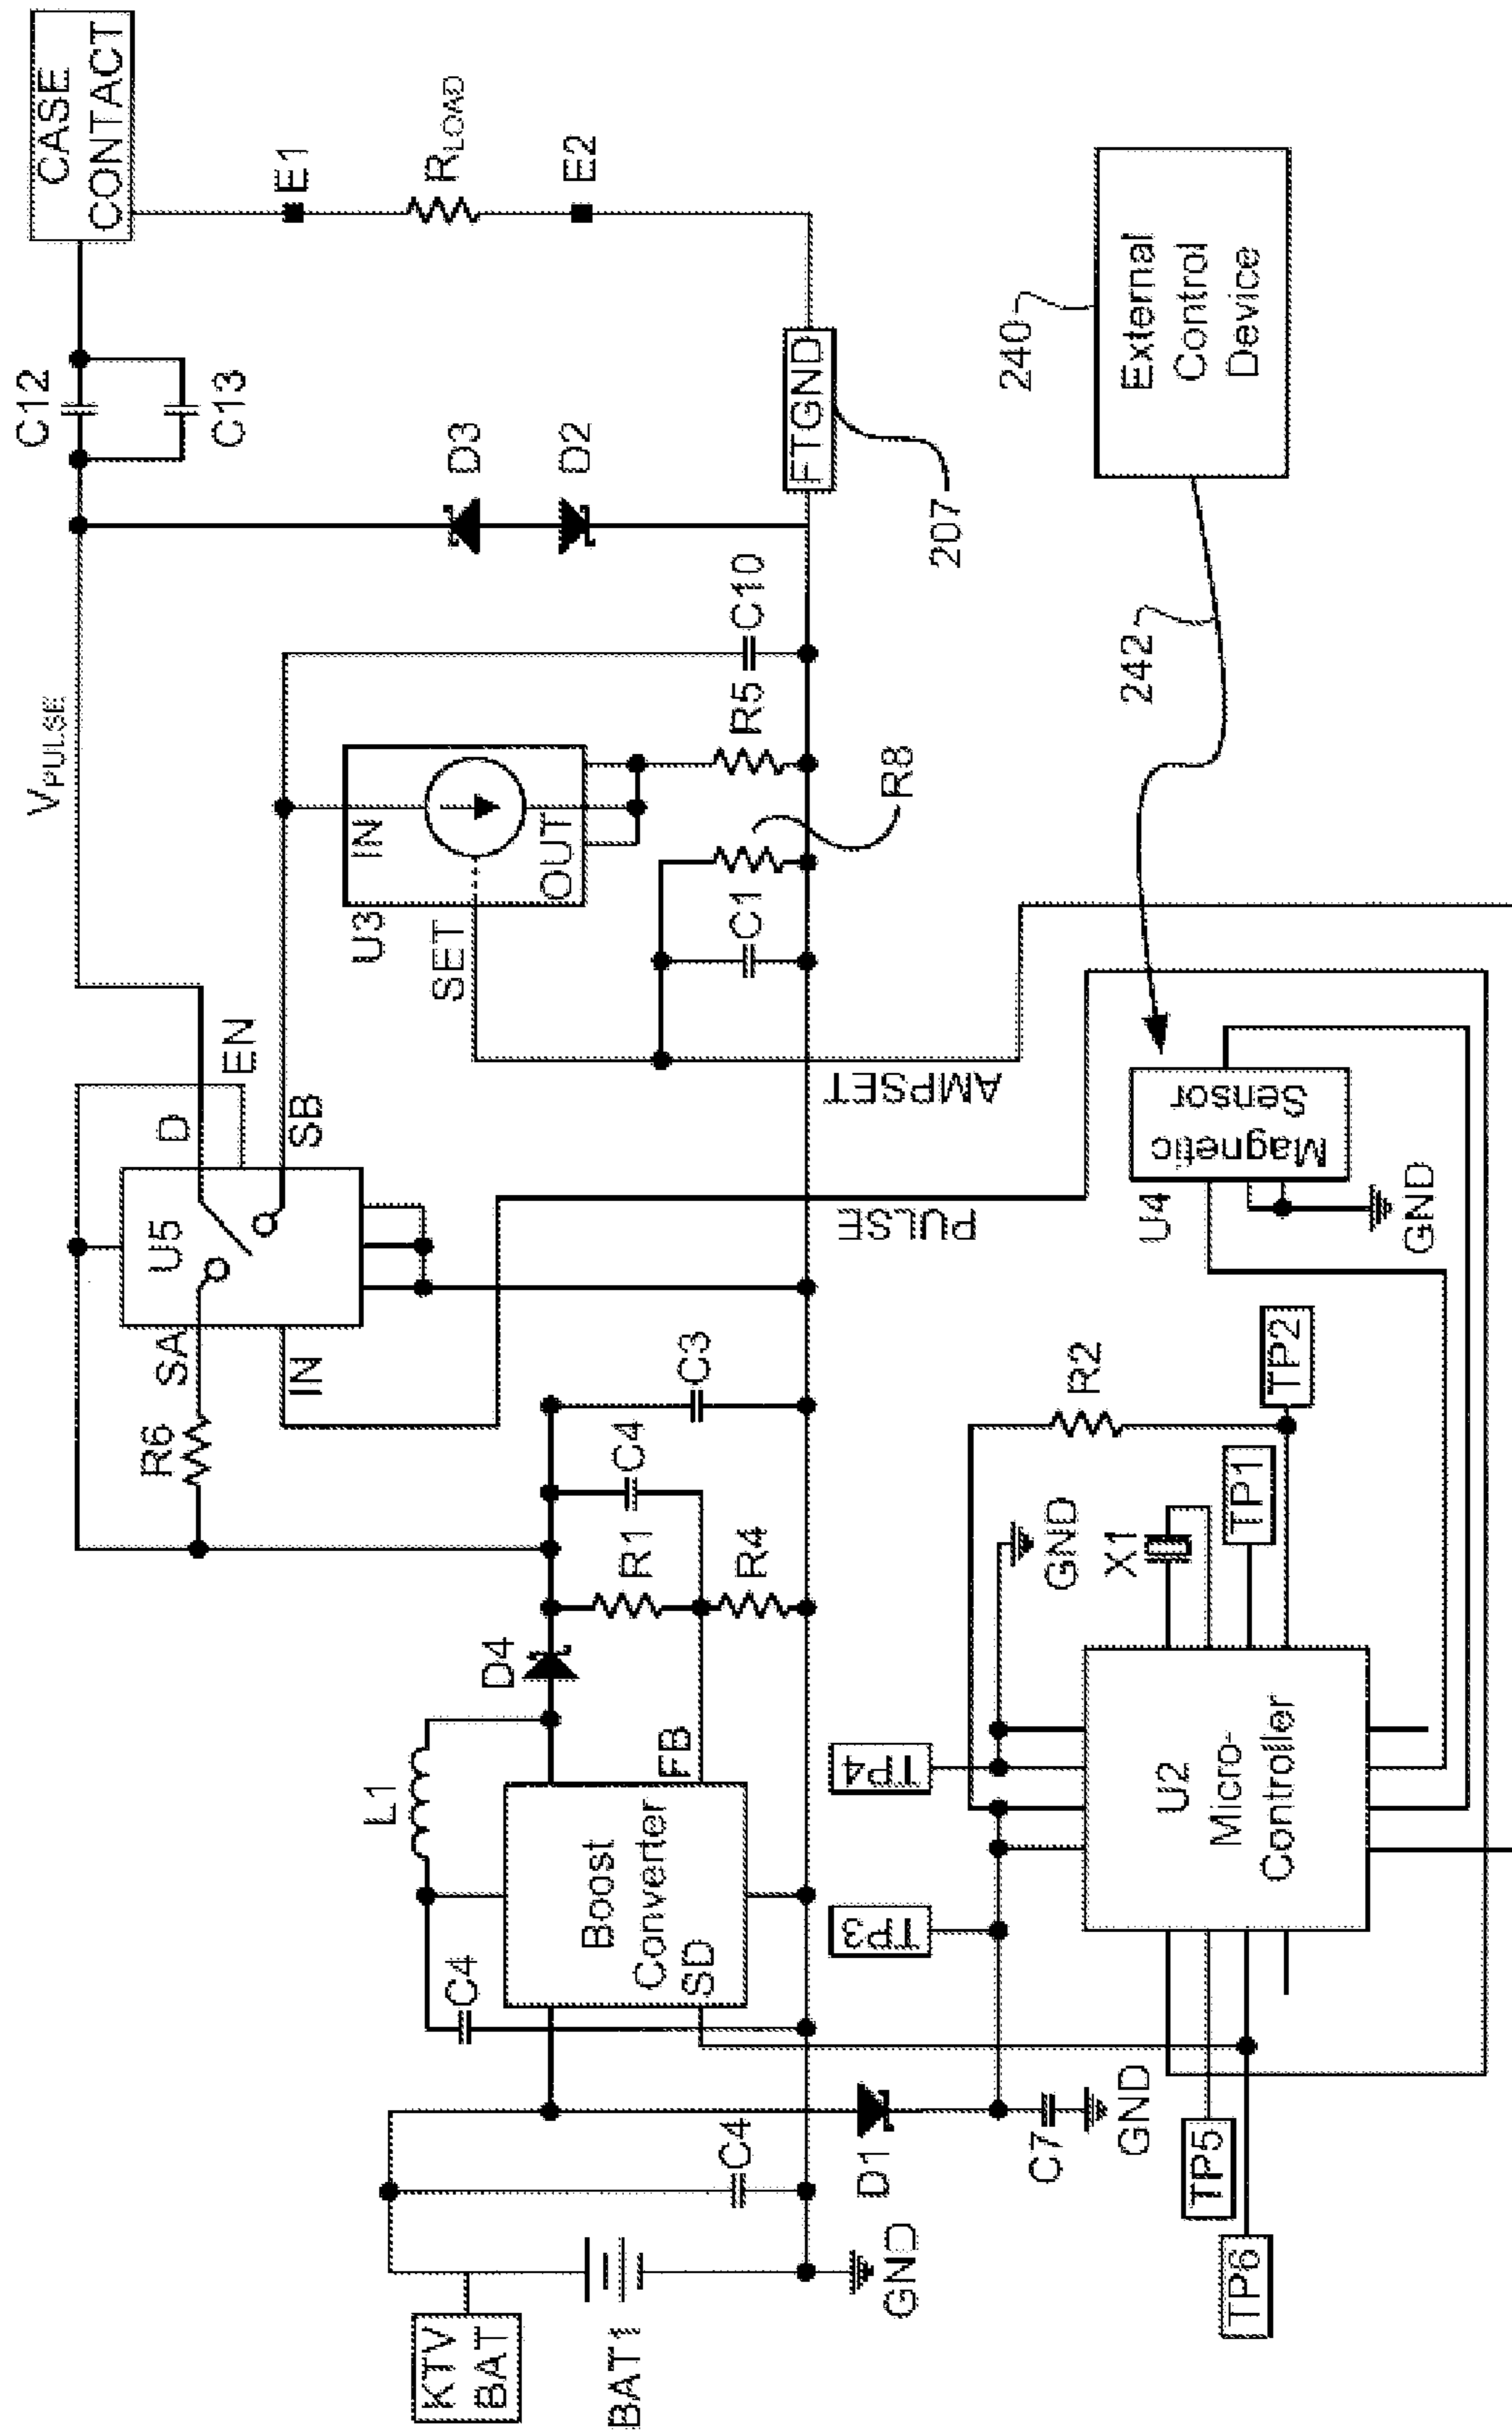 CASE
CONTACT
C12
C13
E1
R_LOAD
E2
V_PULSE
D3
D2
FTGND
207
240
External
Control
Device
242
EN
D
SB
U5
SA
IN
R6
U3
IN
OUT
SET
C10
R5
R8
C1
AMPSET
PULSE
C3
C4
R1
R4
D4
L1
FB
Boost
Converter
SD
C4
KTV
BAT
BAT1
C4
GND
D1
C7
GND
TP3
TP4
GND
R2
X1
TP1
TP2
U2
Micro-
Controller
TP5
TP6
U4
Magnetic
Sensor
GND